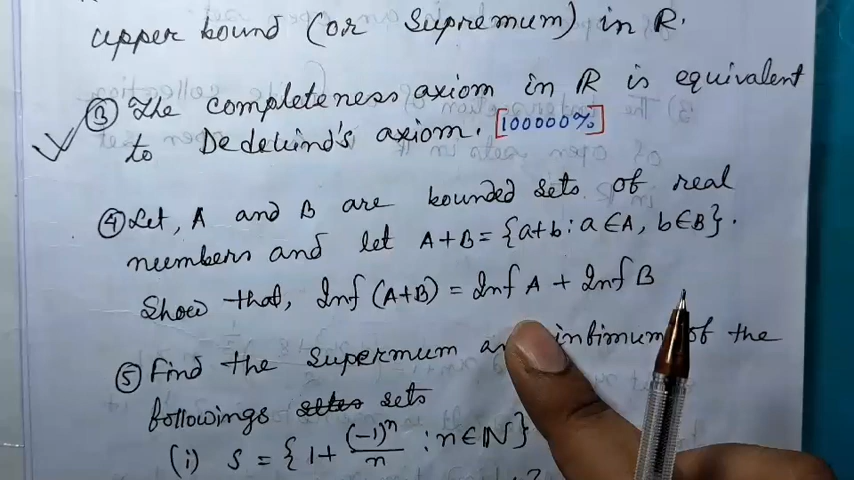 upper bound (or Supremum) in R.
③ The completeness axiom in R is equivalent
to Dedekind's axiom. [100000%]
④ Let, A and B are bounded sets of real
numbers and let A+B = {a+b : a ∈ A, b ∈ B}.
Show that, Inf (A+B) = Inf A + Inf B
⑤ Find the supermum an infimum of the
followings sets
(i) S = {1 + (-1)^n / n : n ∈ N}